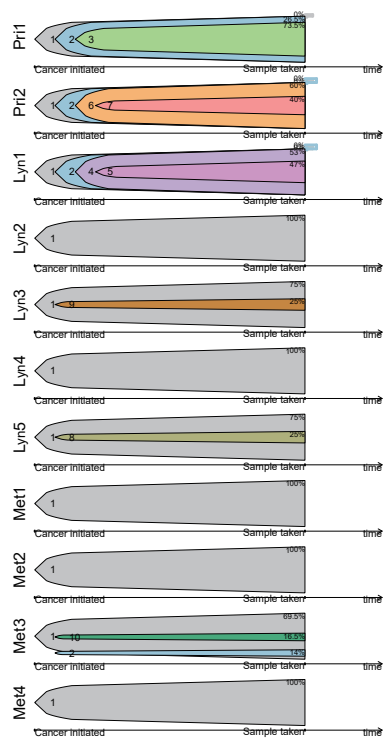 Pri1
0%
26.5%
73.5%
1 2 3
Cancer initiated Sample taken time
Pri2
0%
0%
60%
40%
1 2 6 7
Cancer initiated Sample taken time
Lyn1
0%
0%
53%
47%
1 2 4 5
Cancer initiated Sample taken time
Lyn2
100%
1
Cancer initiated Sample taken time
Lyn3
75%
25%
1 9
Cancer initiated Sample taken time
Lyn4
100%
1
Cancer initiated Sample taken time
Lyn5
75%
25%
1 8
Cancer initiated Sample taken time
Met1
100%
1
Cancer initiated Sample taken time
Met2
100%
1
Cancer initiated Sample taken time
Met3
69.5%
16.5%
14%
1 10
2
Cancer initiated Sample taken time
Met4
100%
1
Cancer initiated Sample taken time